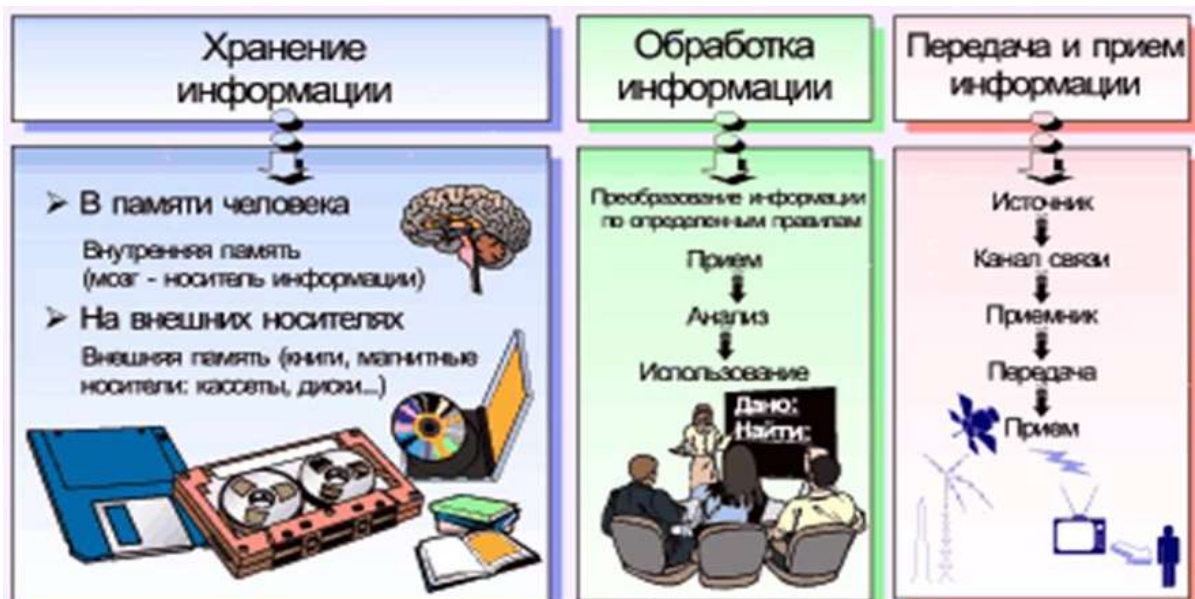 Хранение
информации
➢ В памяти человека
Внутренняя память
(мозг - носитель информации)
➢ На внешних носителях
Внешняя память (книги, магнитные
носители: кассеты, диски...)
Обработка
информации
Преобразование информации
по определенным правилам
Прием
Анализ
Использование
Дано:
Найти:
Передача и прием
информации
Источник
Канал связи
Приемник
Передача
Прием